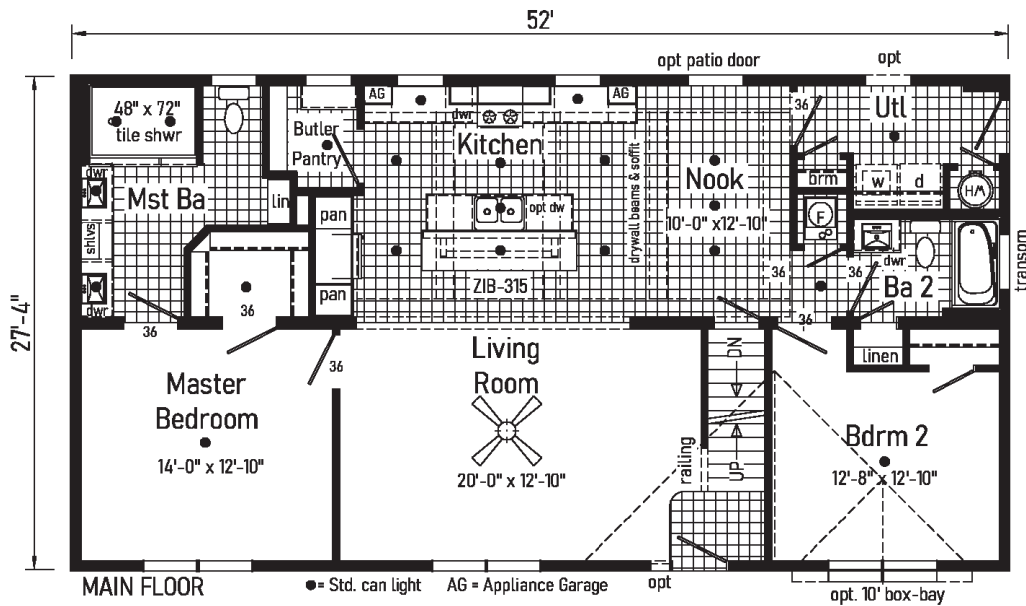 52'
27'-4"
opt patio door
opt
AG
AG
36
Utl
48" x 72"
tile shwr
Butler
Pantry
dwr
Kitchen
drywall beams & soffit
Nook
10'-0" x12'-10"
brm
w
d
H/W
dwr
Mst Ba
lin
pan
opt dw
F
shlvs
dwr
transom
36
pan
ZIB-315
36
36
Ba 2
dwr
36
36
36
Living
Room
DN
linen
Master
Bedroom
14'-0" x 12'-10"
20'-0" x 12'-10"
railing
UP
Bdrm 2
12'-8" x 12'-10"
MAIN FLOOR
= Std. can light
AG = Appliance Garage
opt
opt. 10' box-bay